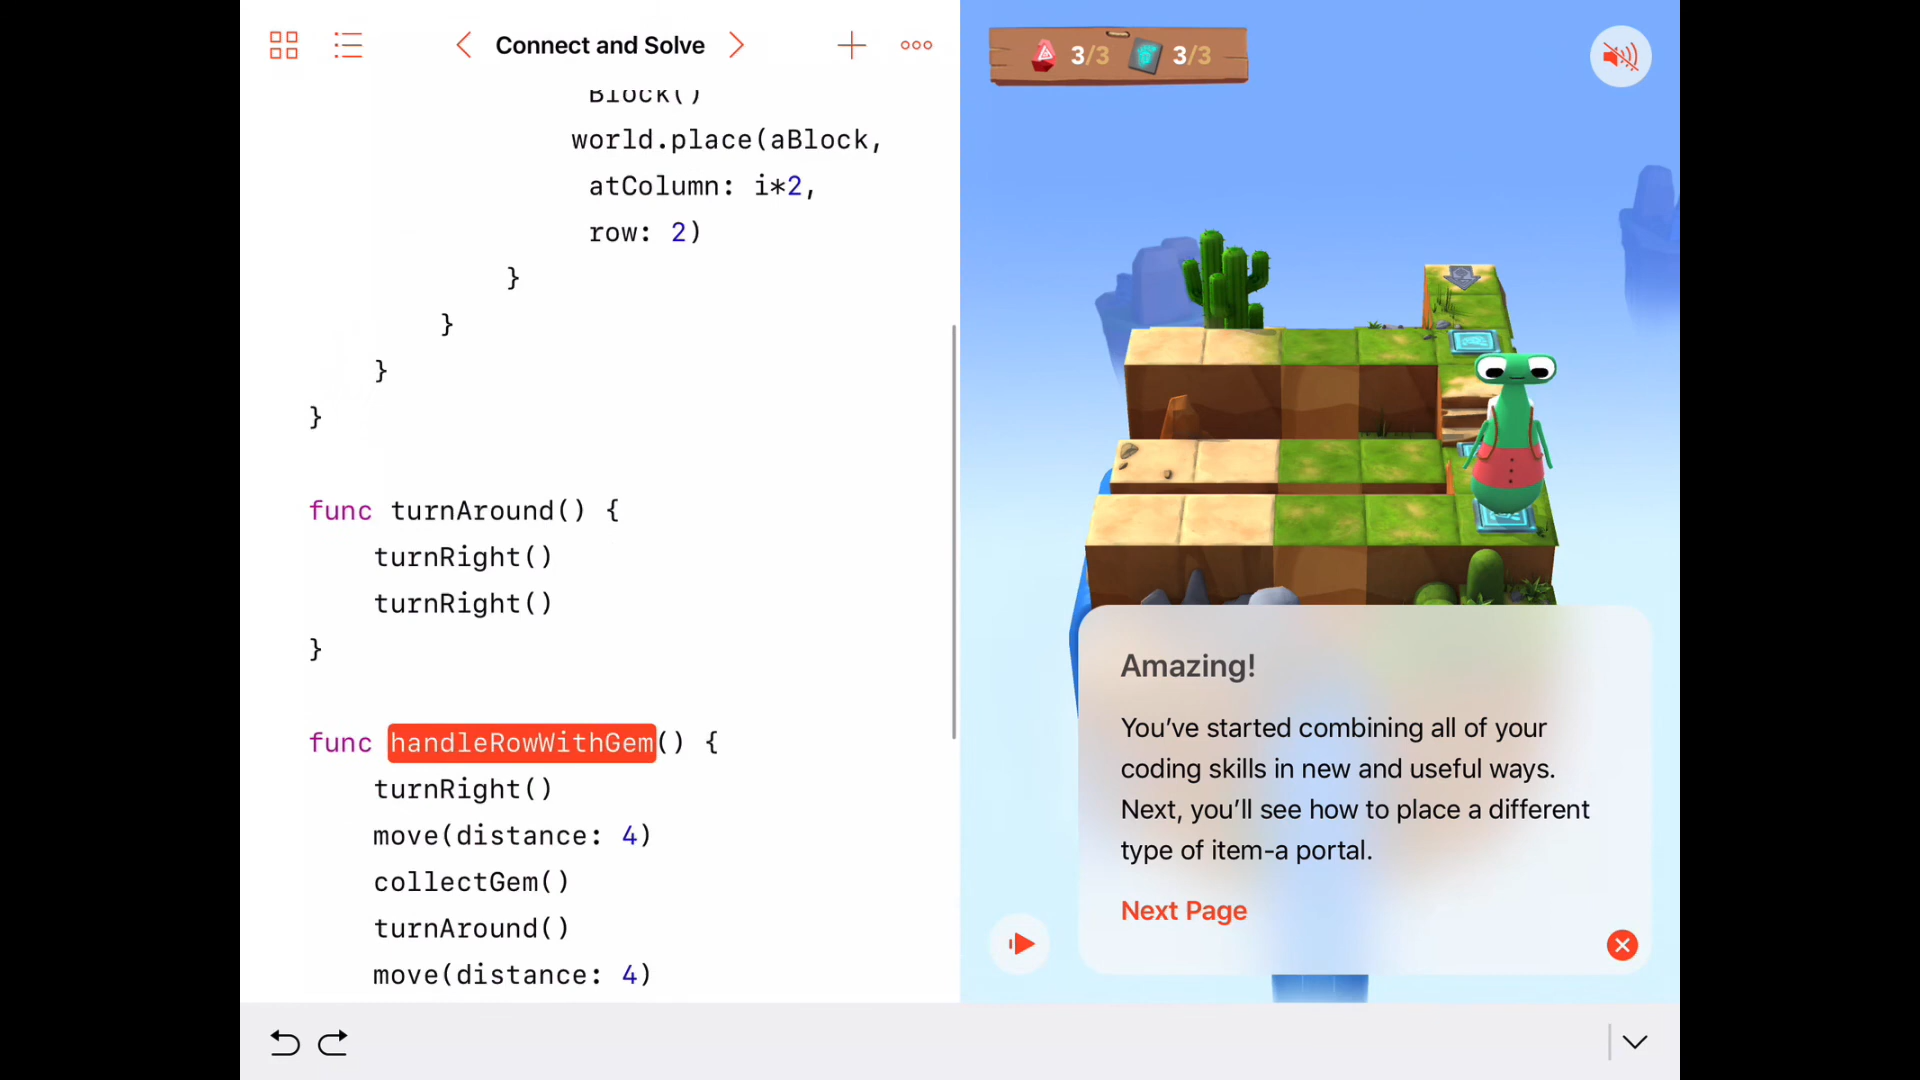 Connect and Solve
Block()
world.place(aBlock,
atColumn: i*2,
row: 2)
}
}
}
}
func turnAround() {
turnRight()
turnRight()
}
func handleRowWithGem() {
turnRight()
move(distance: 4)
collectGem()
turnAround()
move(distance: 4)
3/3 3/3
Amazing!
You’ve started combining all of your
coding skills in new and useful ways.
Next, you’ll see how to place a different
type of item-a portal.
Next Page